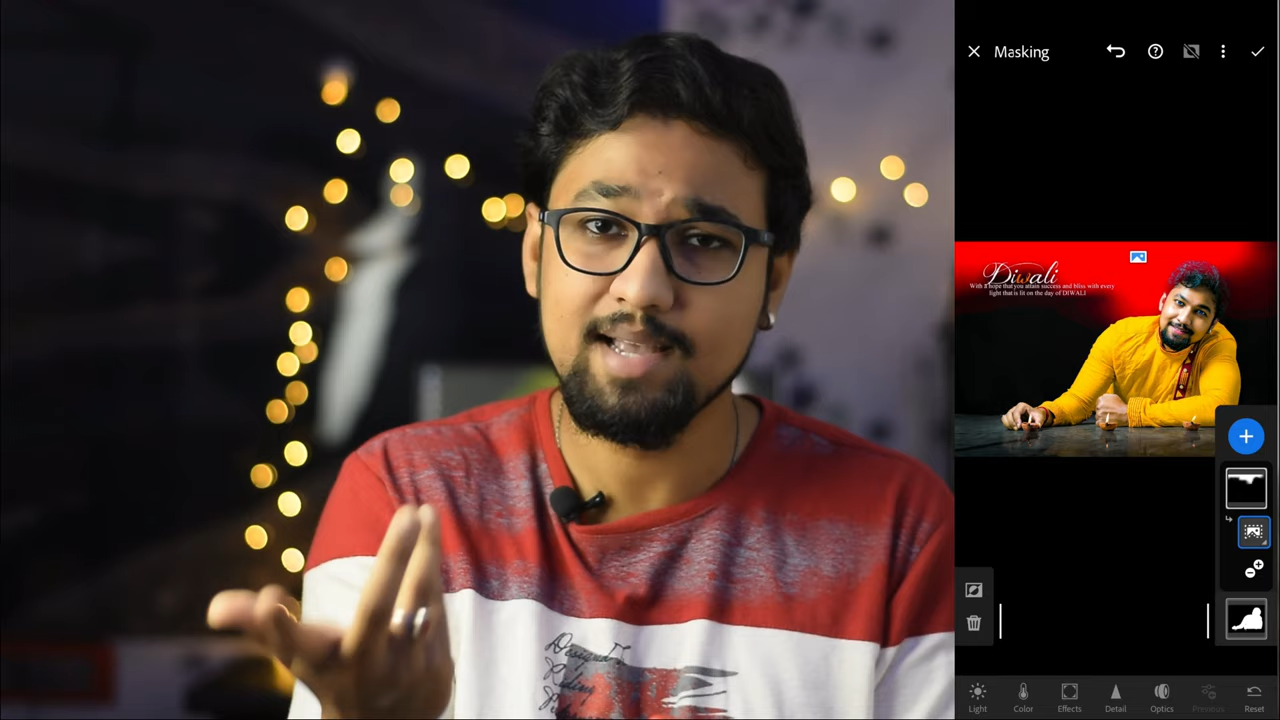 Masking
Diwali
With a hope that you attain success and bliss with every
light that is lit on the day of DIWALI
Designed
Light
Color
Effects
Detail
Optics
Previous
Reset